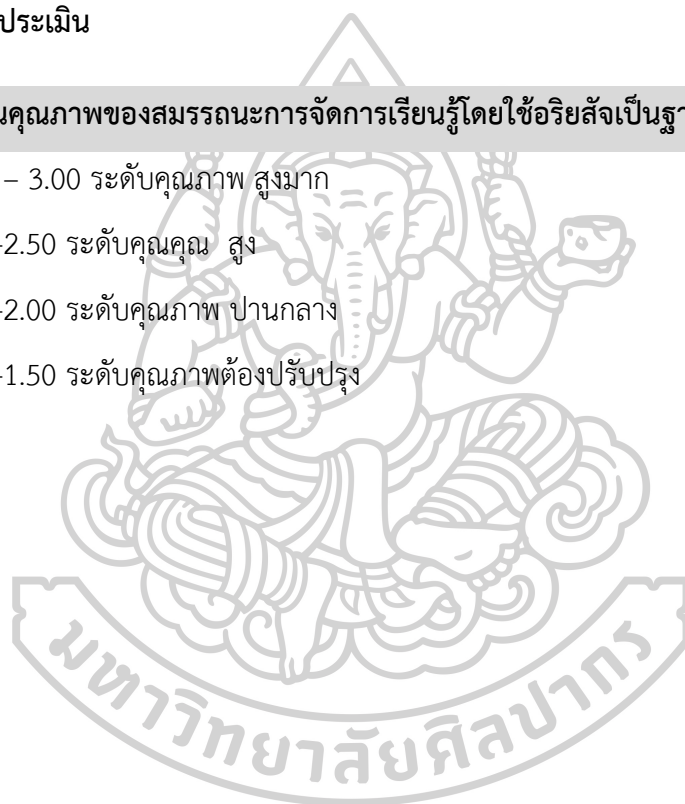 ประเมิน
นคุณภาพของสมรรถนะการจัดการเรียนรู้โดยใช้อริยสัจเป็นฐา
– 3.00 ระดับคุณภาพ สูงมาก
-2.50 ระดับคุณคุณ สูง
-2.00 ระดับคุณภาพ ปานกลาง
-1.50 ระดับคุณภาพต้องปรับปรุง
มหาวิทยาลัยศิลปากร